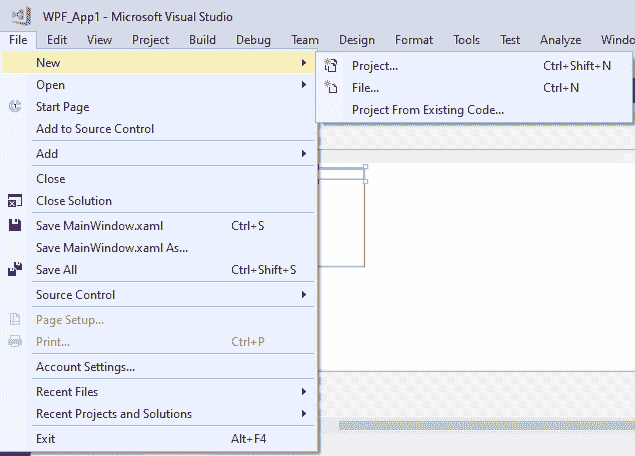 WPF_App1 - Microsoft Visual Studio
File Edit View Project Build Debug Team Design Format Tools Test Analyze Windo
New
Project... Ctrl+Shift+N
Open
File... Ctrl+N
Start Page
Project From Existing Code...
Add to Source Control
Add
Close
Close Solution
Save MainWindow.xaml Ctrl+S
Save MainWindow.xaml As...
Save All Ctrl+Shift+S
Source Control
Page Setup...
Print... Ctrl+P
Account Settings...
Recent Files
Recent Projects and Solutions
Exit Alt+F4